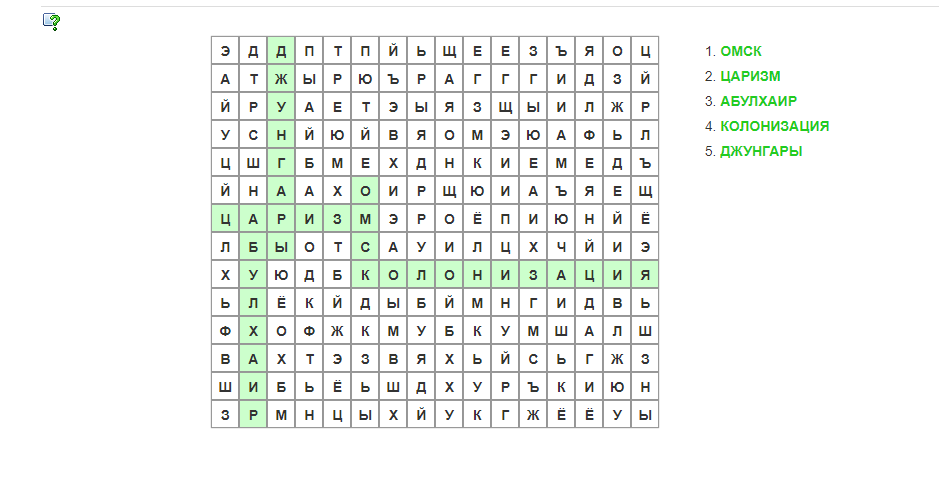 Э Д Д П Т П Й Ь Щ Е Е З Ъ Я О Ц
А Т Ж Ы Р Ю Ъ Р А Г Г Г И Д З Й
Й Р У А Е Т Э Ы Я З Щ Ы И Л Ж Р
У С Н Й Ю Й В Я О М Э Ю А Ф Ь Л
Ц Ш Г Б М Е Х Д Н К И Е М Е Д Ъ
Й Н А А Х О И Р Щ Ю И А Ъ Я Е Щ
Ц А Р И З М Э Р О Ё П И Ю Н Й Ё
Л Б Ы О Т С А У И Л Ц Х Ч Й И Э
Х У Ю Д Б К О Л О Н И З А Ц И Я
Ь Л Ё К Й Д Ы Б Й М Н Г И Д В Ь
Ф Х О Ф Ж К М У Б К У М Ш А Л Ш
В А Х Т Э З В Я Х Ь Й С Ь Г Ж З
Ш И Б Ь Ё Ь Ш Д Х У Р Ъ К И Ю Н
З Р М Н Ц Ы Х Й У К Г Ж Ё Ё У Ы
1. ОМСК
2. ЦАРИЗМ
3. АБУЛХАИР
4. КОЛОНИЗАЦИЯ
5. ДЖУНГАРЫ